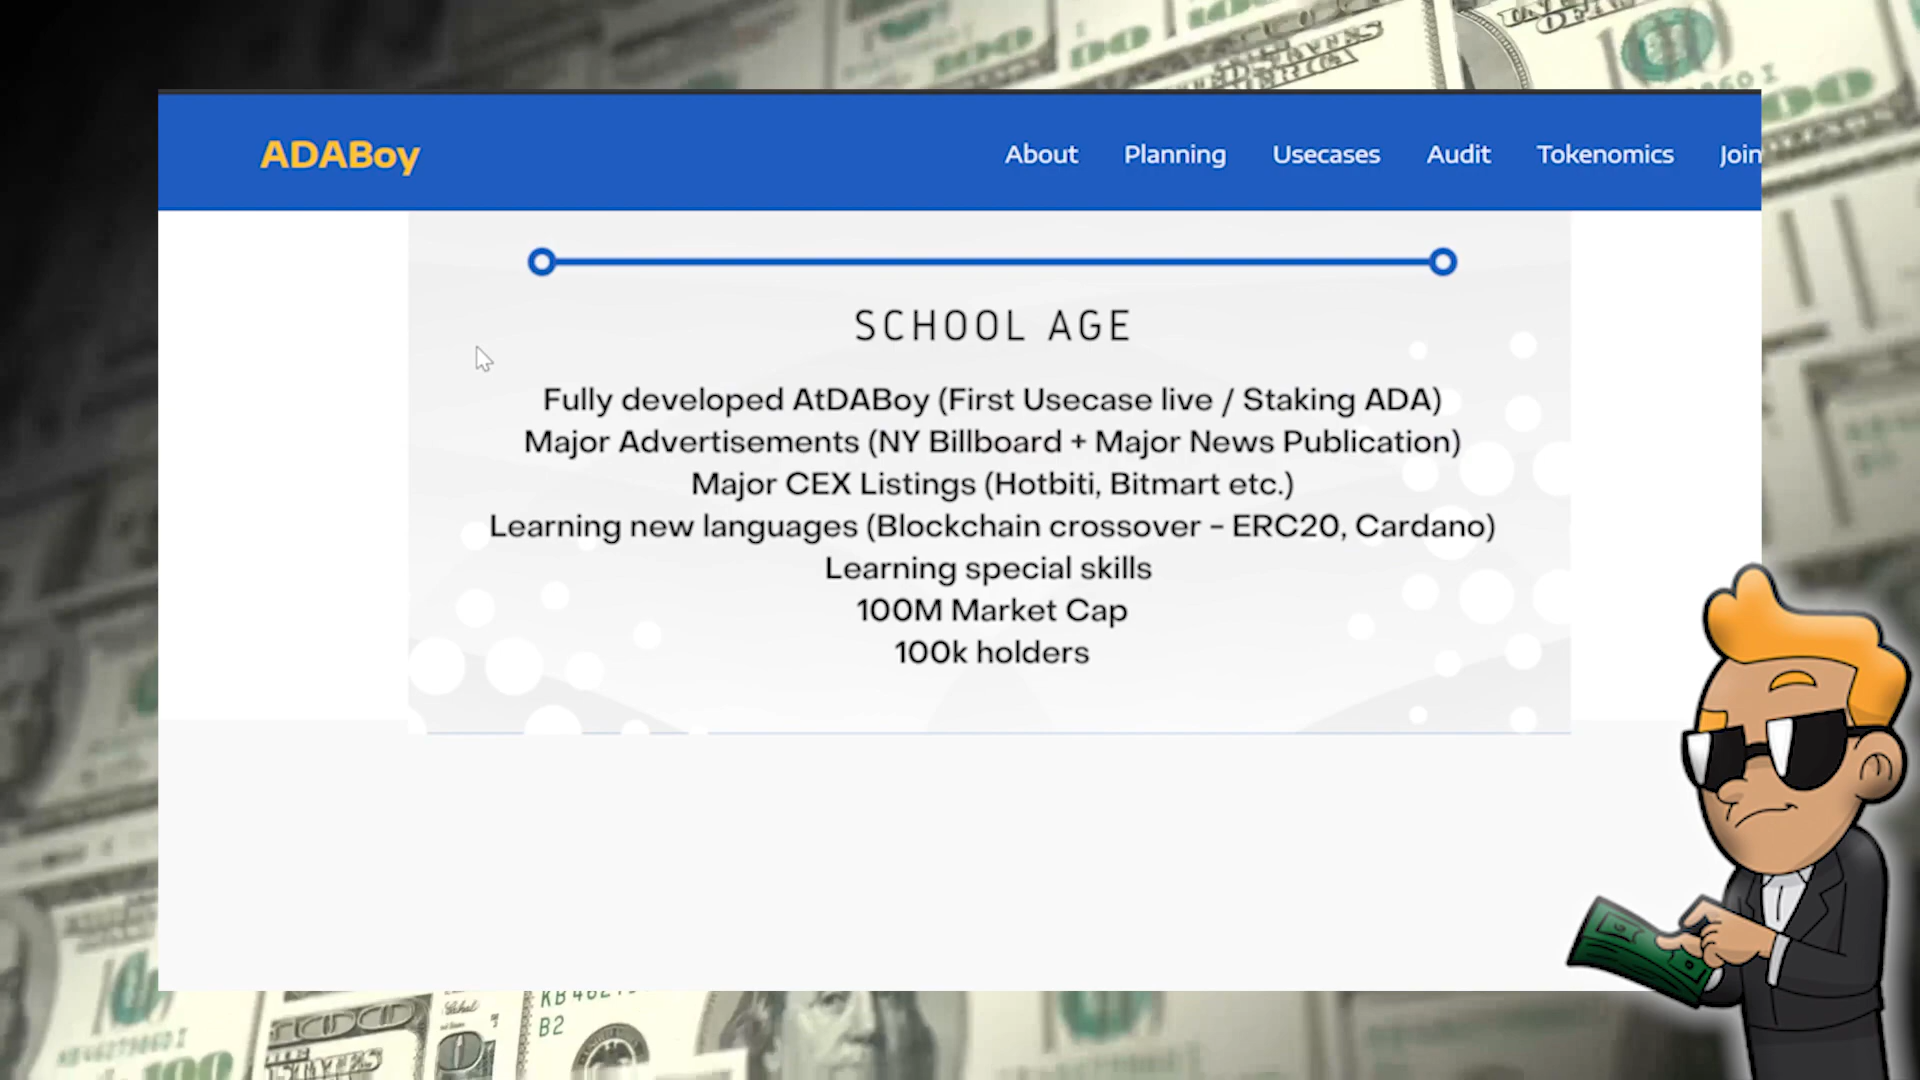 ADABoy
About Planning Usecases Audit Tokenomics Join
SCHOOL AGE
Fully developed AtDABoy (First Usecase live / Staking ADA)
Major Advertisements (NY Billboard + Major News Publication)
Major CEX Listings (Hotbiti, Bitmart etc.)
Learning new languages (Blockchain crossover - ERC20, Cardano)
Learning special skills
100M Market Cap
100k holders
B2